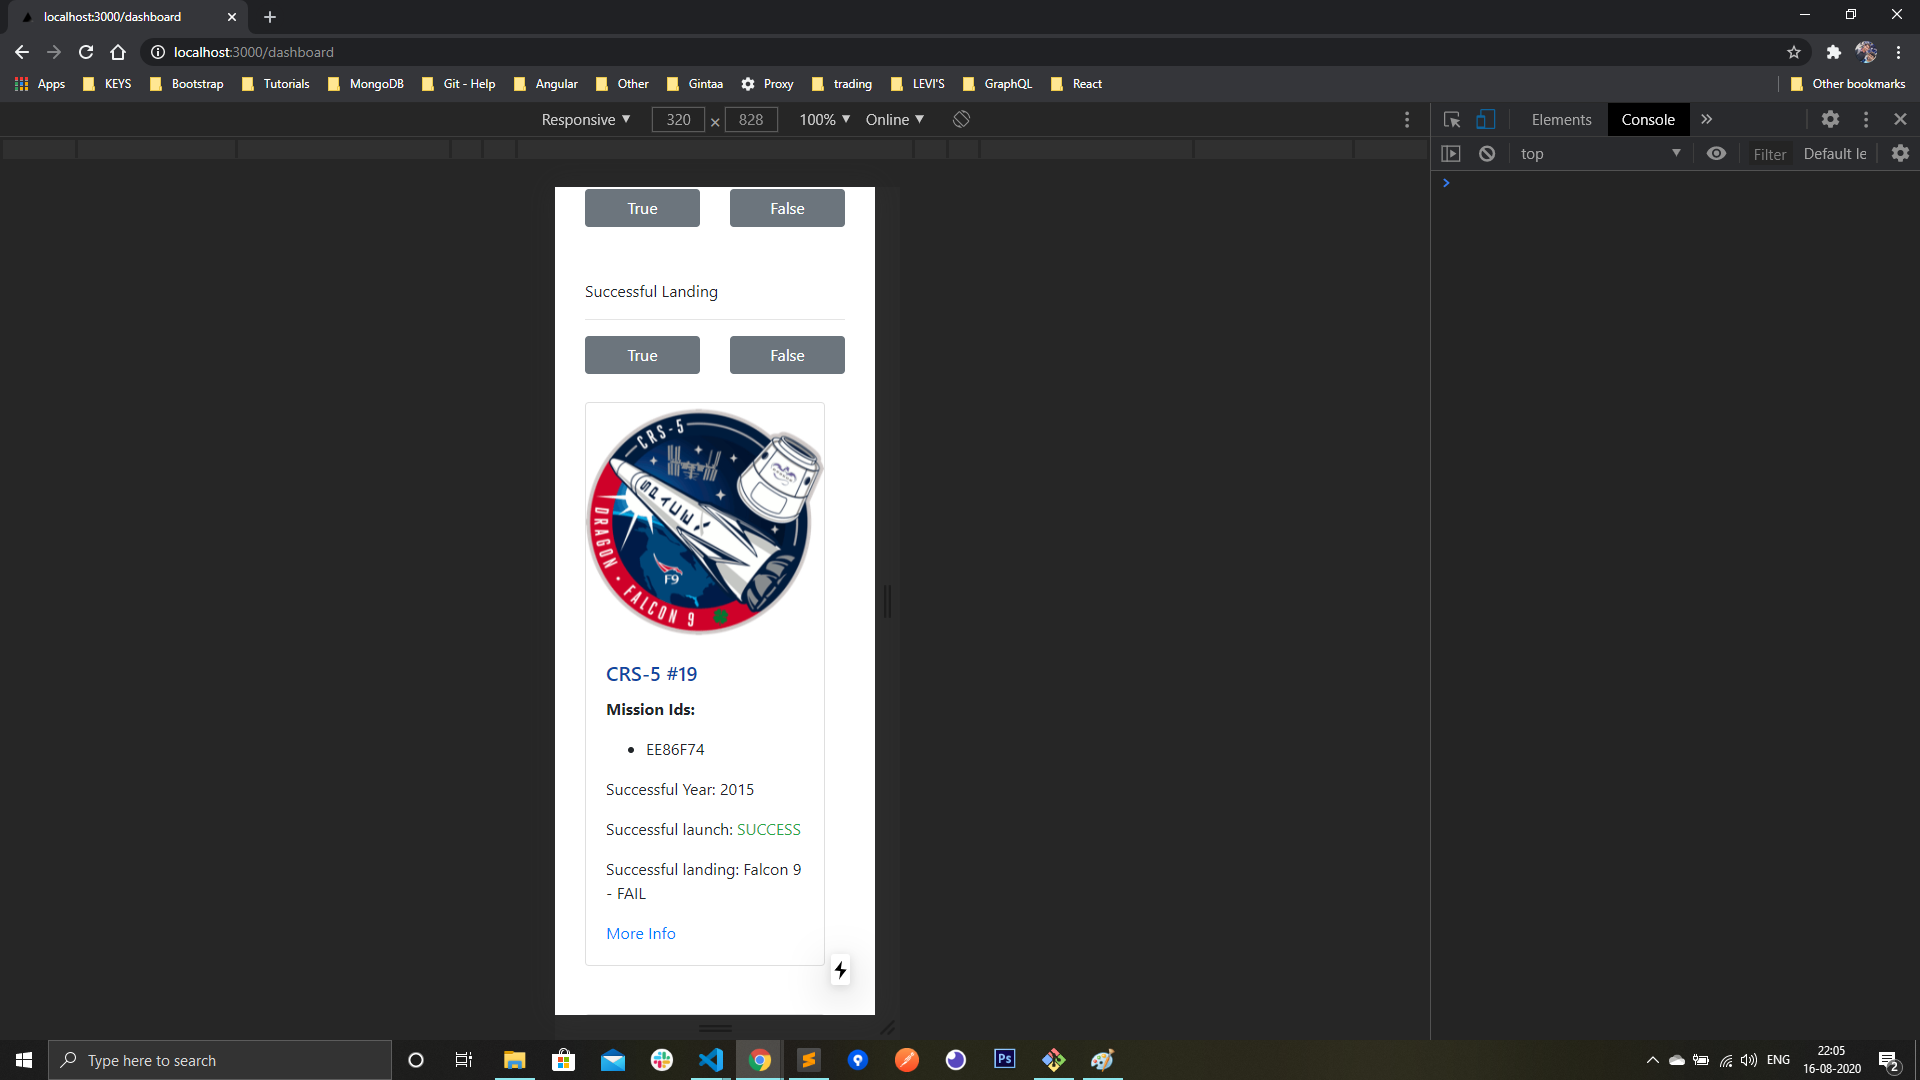 localhost:3000/dashboard
localhost:3000/dashboard
Apps KEYS Bootstrap Tutorials MongoDB Git - Help Angular Other Gintaa Proxy trading LEVI'S GraphQL React Other bookmarks
Responsive 320 × 828 100% Online
Elements Console
top Filter Default le
True False
Successful Landing
True False
CRS-5
SPACEX
F9
DRAGON • FALCON 9
CRS-5 #19
Mission Ids:
• EE86F74
Successful Year: 2015
Successful launch: SUCCESS
Successful landing: Falcon 9
- FAIL
More Info
Type here to search
Ps
ENG
22:05
16-08-2020
2